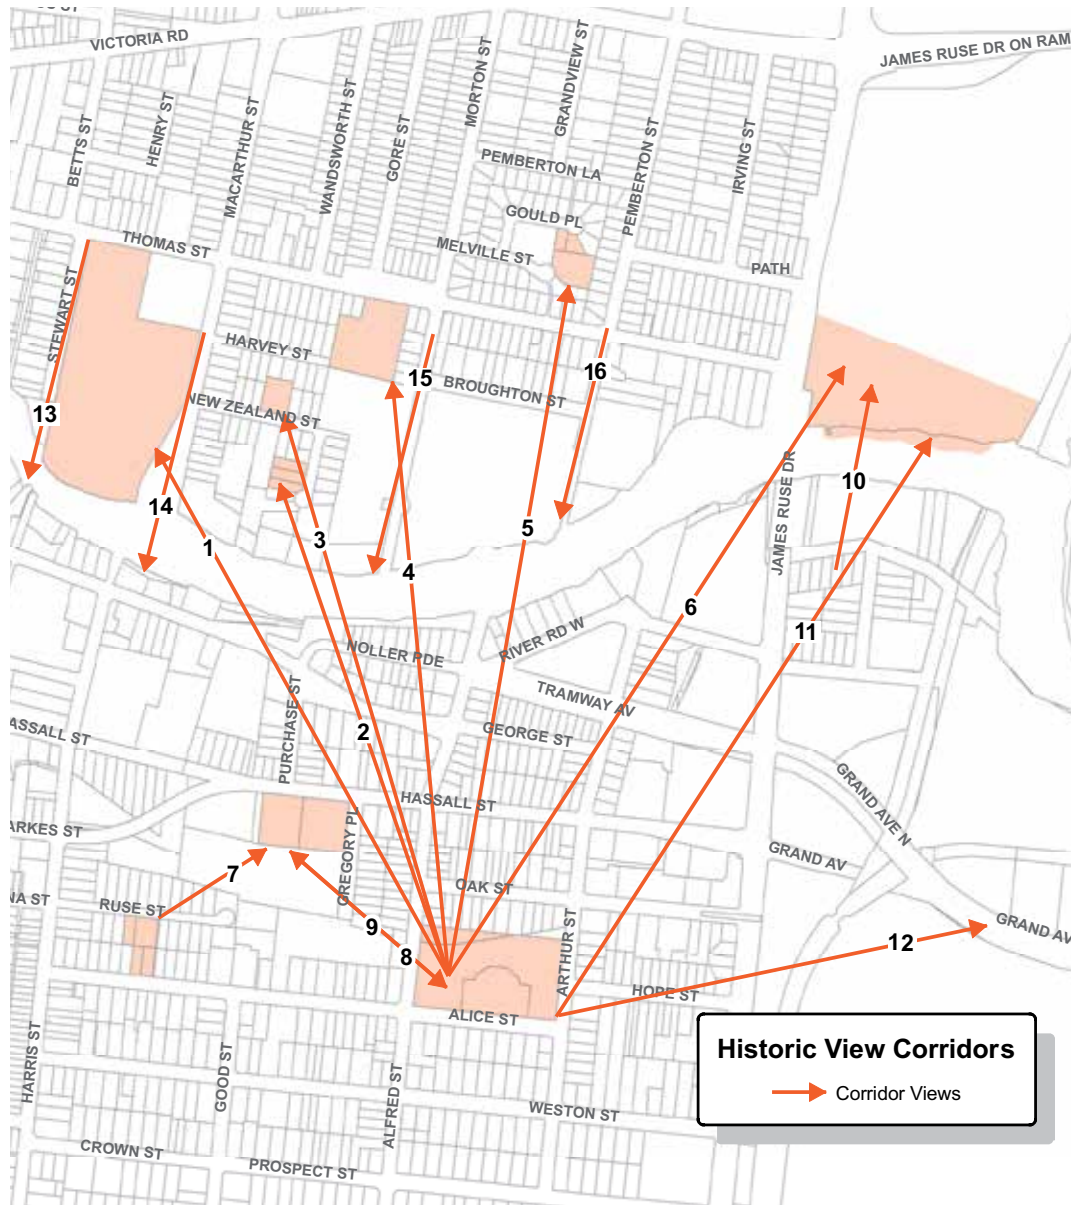 VICTORIA RD
JAMES RUSE DR ON RAM
BETTS ST
HENRY ST
MACARTHUR ST
WANDSWORTH ST
GORE ST
MORTON ST
GRANDVIEW ST
PEMBERTON ST
IRVING ST
PEMBERTON LA
GOULD PL
MELVILLE ST
THOMAS ST
PATH
STEWART ST
HARVEY ST
NEW ZEALAND ST
BROUGHTON ST
15
16
13
14
1
3
4
5
10
JAMES RUSE DR
6
11
NOLLER PDE
RIVER RD W
TRAMWAY AV
GEORGE ST
2
PURCHASE ST
ASSALL ST
HASSALL ST
GRAND AVE N
ARKES ST
GREGORY PL
GRAND AV
7
OAK ST
NA ST
RUSE ST
9
8
ARTHUR ST
12
GRAND AV
HOPE ST
ALICE ST
HARRIS ST
GOOD ST
ALFRED ST
WESTON ST
CROWN ST
PROSPECT ST
Historic View Corridors
Corridor Views